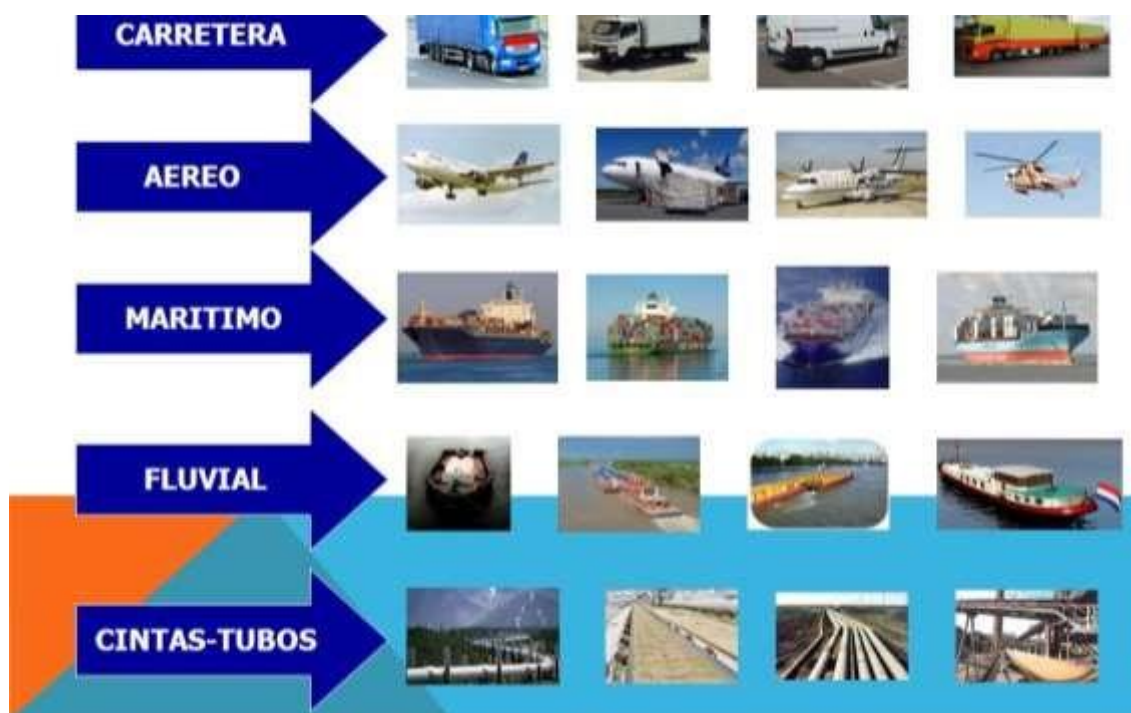 CARRETERA
AEREO
MARITIMO
FLUVIAL
CINTAS-TUBOS